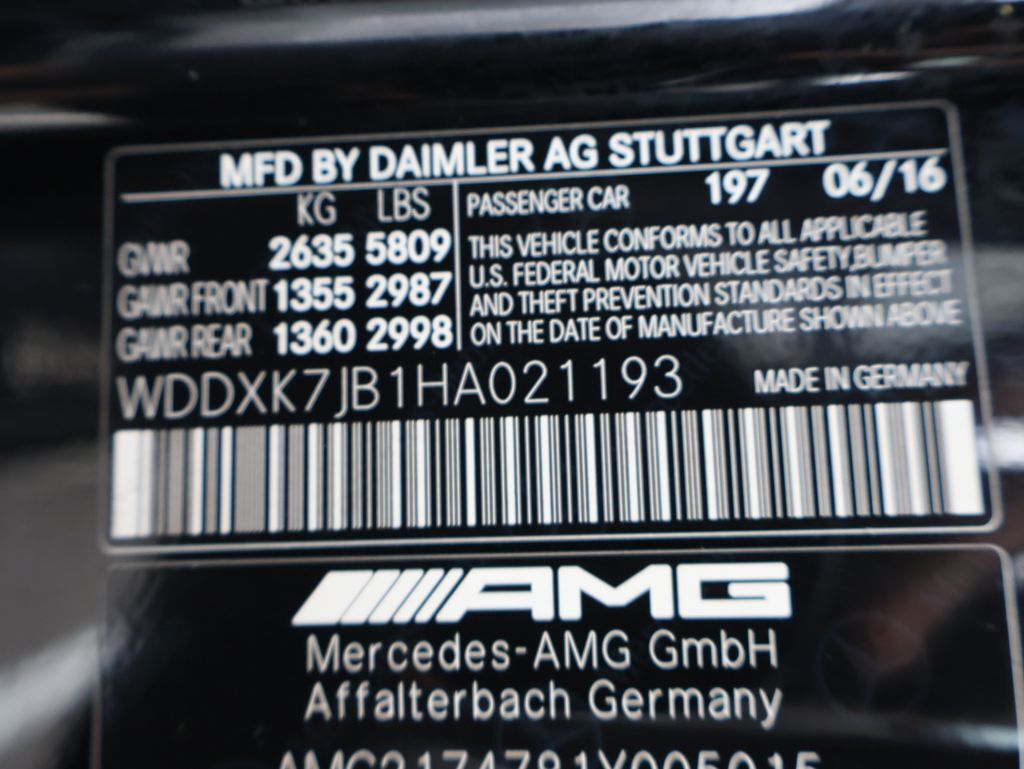 MFD BY DAIMLER AG STUTTGART
KG LBS
GVWR 2635 5809
GAWR FRONT 1355 2987
GAWR REAR 1360 2998
PASSENGER CAR 197 06/16
THIS VEHICLE CONFORMS TO ALL APPLICABLE
U.S. FEDERAL MOTOR VEHICLE SAFETY,BUMPER
AND THEFT PREVENTION STANDARDS IN EFFECT
ON THE DATE OF MANUFACTURE SHOWN ABOVE
WDDXK7JB1HA021193 MADE IN GERMANY
AMG
Mercedes-AMG GmbH
Affalterbach Germany